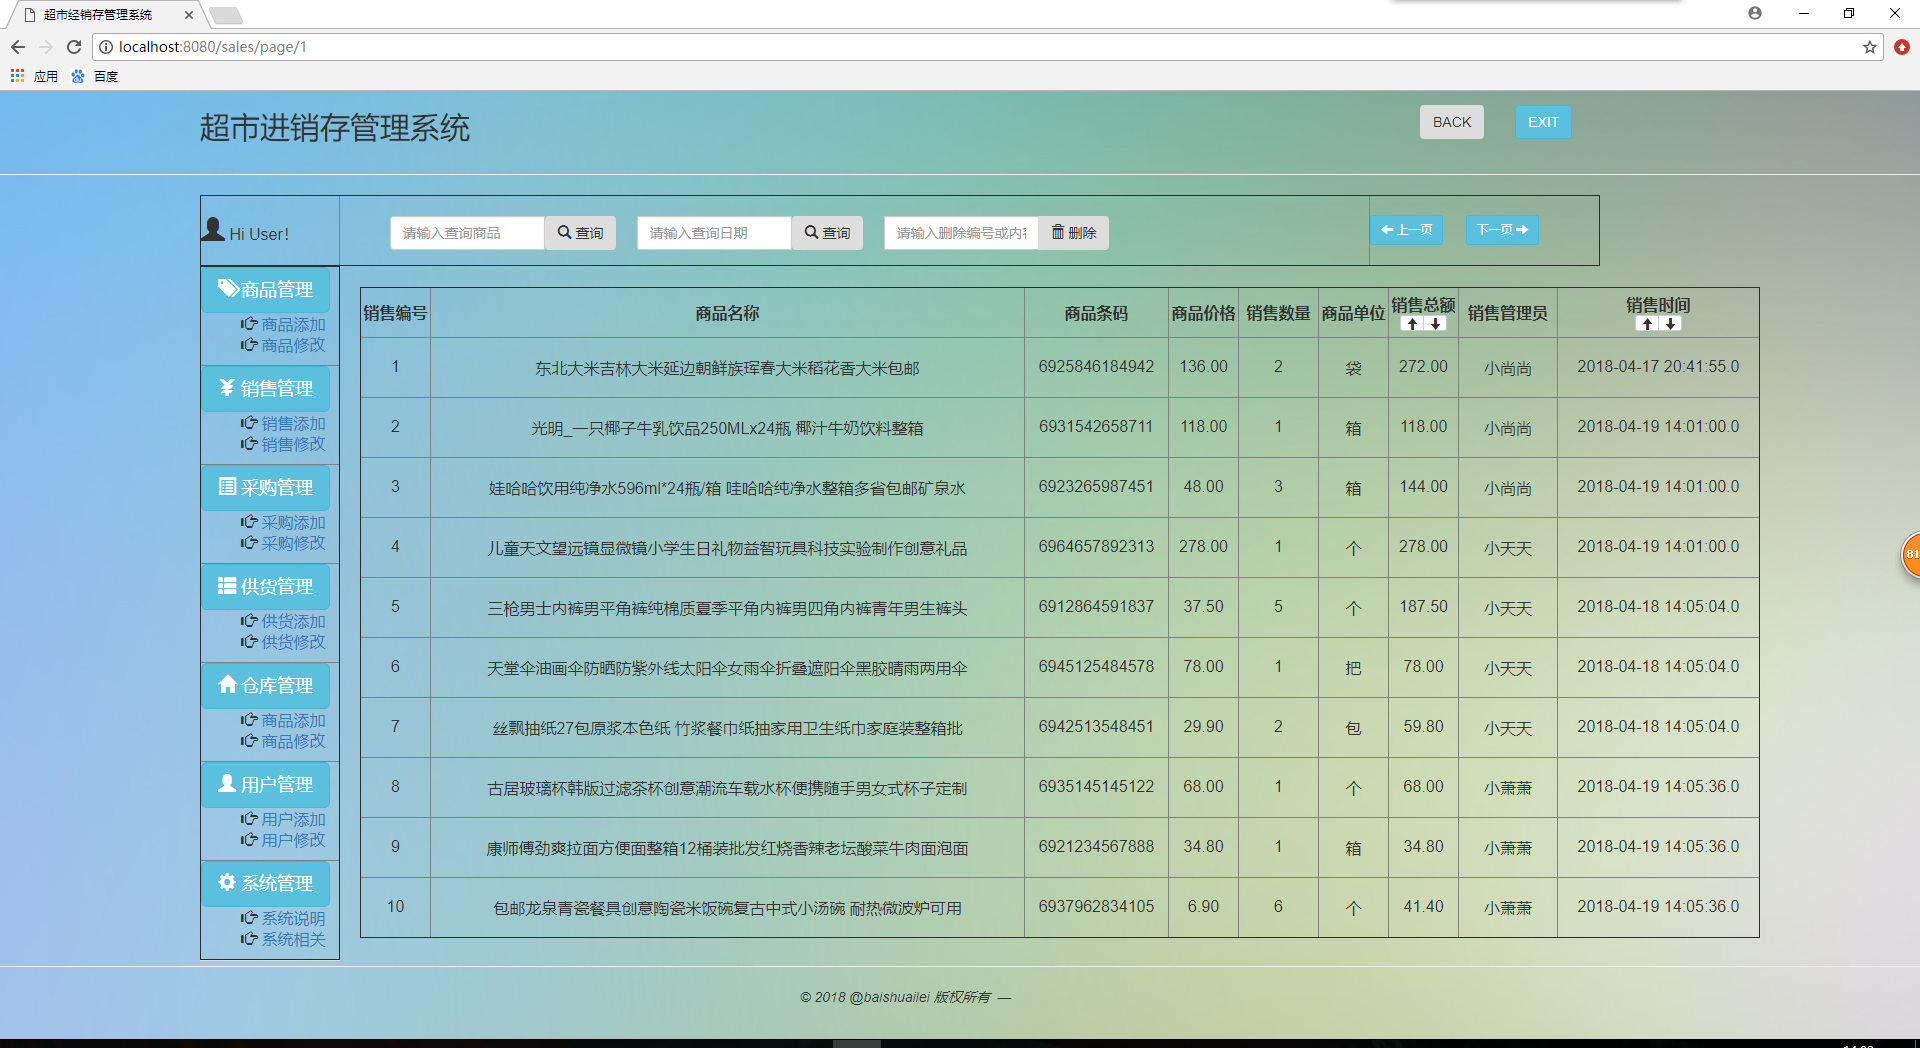 超市经销存管理系统
localhost:8080/sales/page/1
应用 百度
超市进销存管理系统
BACK EXIT
Hi User!
请输入查询商品 查询 请输入查询日期 查询 请输入删除编号或内容 删除 上一页 下一页
商品管理
商品添加
商品修改
销售管理
销售添加
销售修改
采购管理
采购添加
采购修改
供货管理
供货添加
供货修改
仓库管理
商品添加
商品修改
用户管理
用户添加
用户修改
系统管理
系统说明
系统相关
销售编号 商品名称 商品条码 商品价格 销售数量 商品单位 销售总额 销售管理员 销售时间
1 东北大米吉林大米延边朝鲜族珲春大米稻花香大米包邮 6925846184942 136.00 2 袋 272.00 小尚尚 2018-04-17 20:41:55.0
2 光明_一只椰子牛乳饮品250MLx24瓶 椰汁牛奶饮料整箱 6931542658711 118.00 1 箱 118.00 小尚尚 2018-04-19 14:01:00.0
3 娃哈哈饮用纯净水596ml*24瓶/箱 哇哈哈纯净水整箱多省包邮矿泉水 6923265987451 48.00 3 箱 144.00 小尚尚 2018-04-19 14:01:00.0
4 儿童天文望远镜显微镜小学生日礼物益智玩具科技实验制作创意礼品 6964657892313 278.00 1 个 278.00 小天天 2018-04-19 14:01:00.0
5 三枪男士内裤男平角裤纯棉质夏季平角内裤男四角内裤青年男生裤头 6912864591837 37.50 5 个 187.50 小天天 2018-04-18 14:05:04.0
6 天堂伞油画伞防晒防紫外线太阳伞女雨伞折叠遮阳伞黑胶晴雨两用伞 6945125484578 78.00 1 把 78.00 小天天 2018-04-18 14:05:04.0
7 丝飘抽纸27包原浆本色纸 竹浆餐巾纸抽家用卫生纸巾家庭装整箱批 6942513548451 29.90 2 包 59.80 小天天 2018-04-18 14:05:04.0
8 古居玻璃杯韩版过滤茶杯创意潮流车载水杯便携随手男女式杯子定制 6935145145122 68.00 1 个 68.00 小萧萧 2018-04-19 14:05:36.0
9 康师傅劲爽拉面方便面整箱12桶装批发红烧香辣老坛酸菜牛肉面泡面 6921234567888 34.80 1 箱 34.80 小萧萧 2018-04-19 14:05:36.0
10 包邮龙泉青瓷餐具创意陶瓷米饭碗复古中式小汤碗 耐热微波炉可用 6937962834105 6.90 6 个 41.40 小萧萧 2018-04-19 14:05:36.0
81
© 2018 @baishuailei 版权所有 —